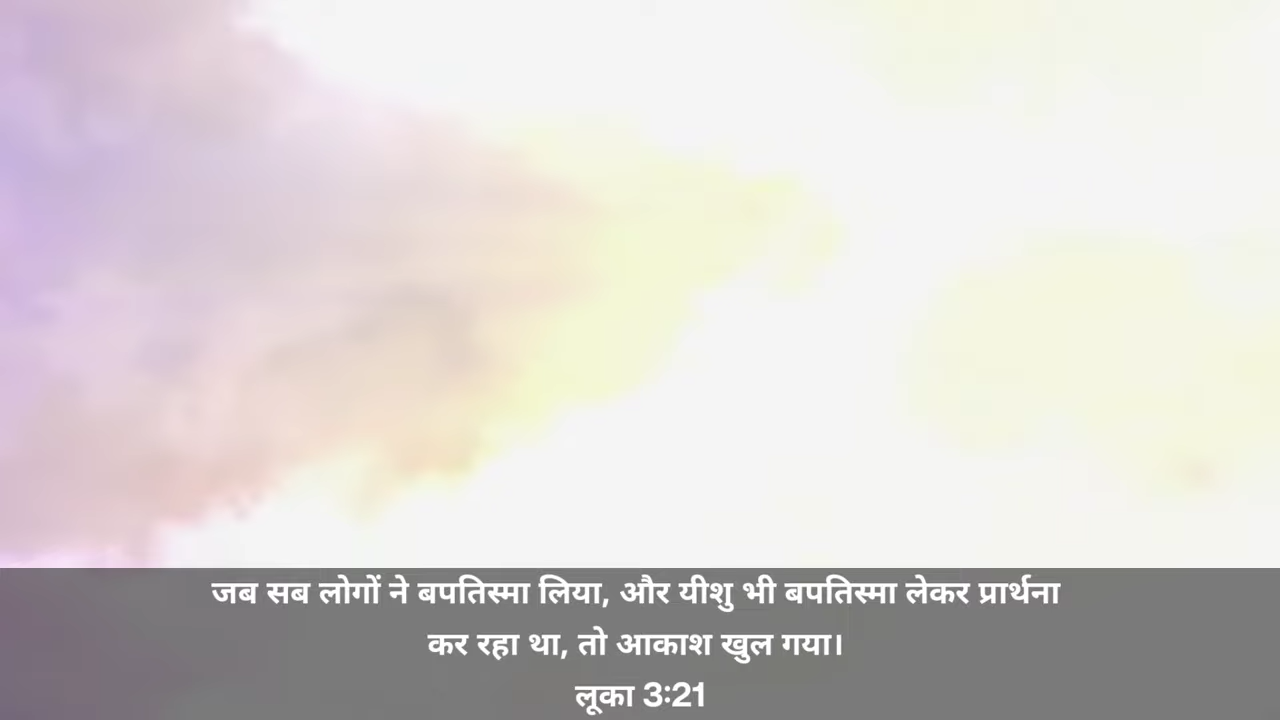 जब सब लोगों ने बपतिस्मा लिया, और यीशु भी बपतिस्मा लेकर प्रार्थना
कर रहा था, तो आकाश खुल गया।
लूका 3:21